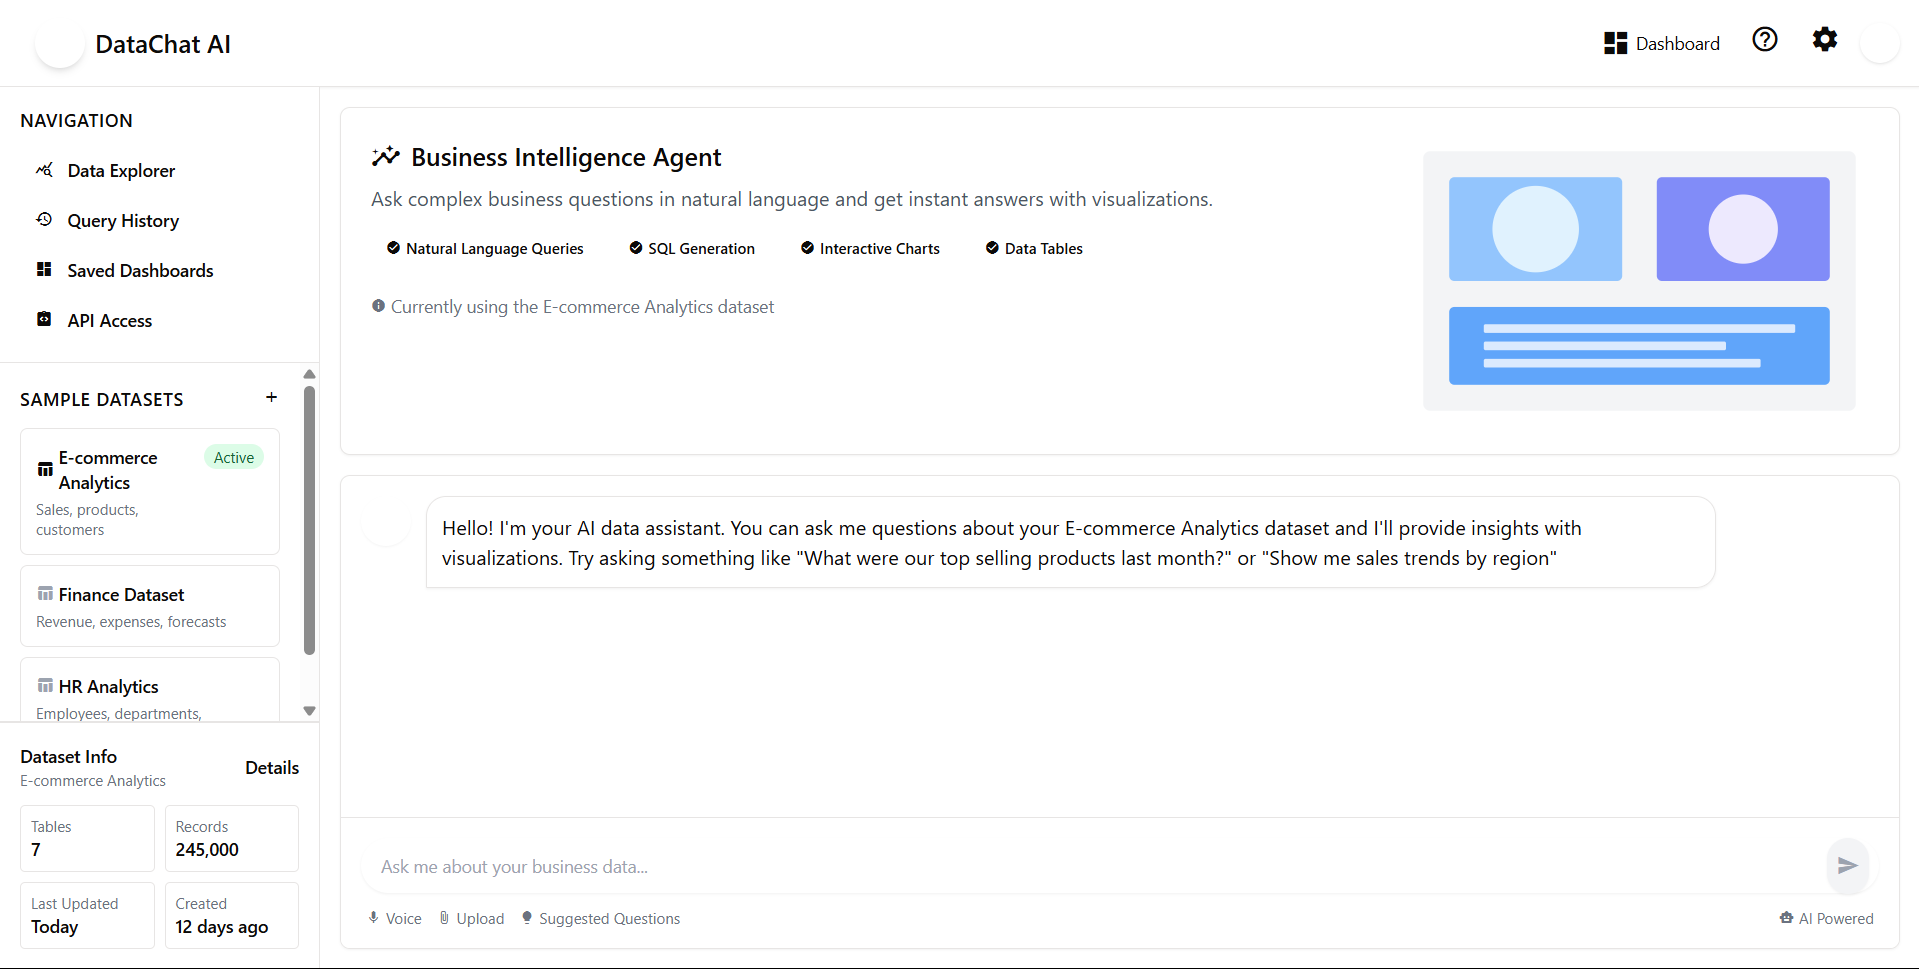 DataChat AI
Dashboard
NAVIGATION
Data Explorer
Query History
Saved Dashboards
API Access
SAMPLE DATASETS
+
E-commerce
Analytics
Active
Sales, products,
customers
Finance Dataset
Revenue, expenses, forecasts
HR Analytics
Employees, departments,
Dataset Info
E-commerce Analytics
Details
Tables
7
Records
245,000
Last Updated
Today
Created
12 days ago
Business Intelligence Agent
Ask complex business questions in natural language and get instant answers with visualizations.
Natural Language Queries
SQL Generation
Interactive Charts
Data Tables
Currently using the E-commerce Analytics dataset
Hello! I'm your AI data assistant. You can ask me questions about your E-commerce Analytics dataset and I'll provide insights with
visualizations. Try asking something like "What were our top selling products last month?" or "Show me sales trends by region"
Ask me about your business data...
Voice
Upload
Suggested Questions
AI Powered